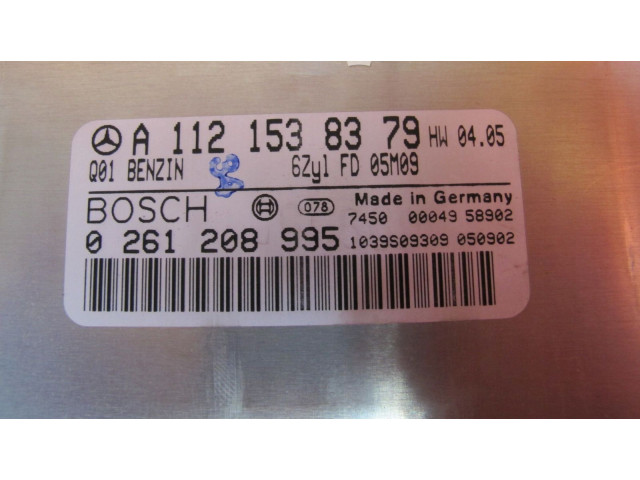 A 112 153 83 79 HW 04.05
Q01 BENZIN 6Zyl FD 05M09
BOSCH 078 Made in Germany
7450 00049 58902
0 261 208 995 1039S09309 050902